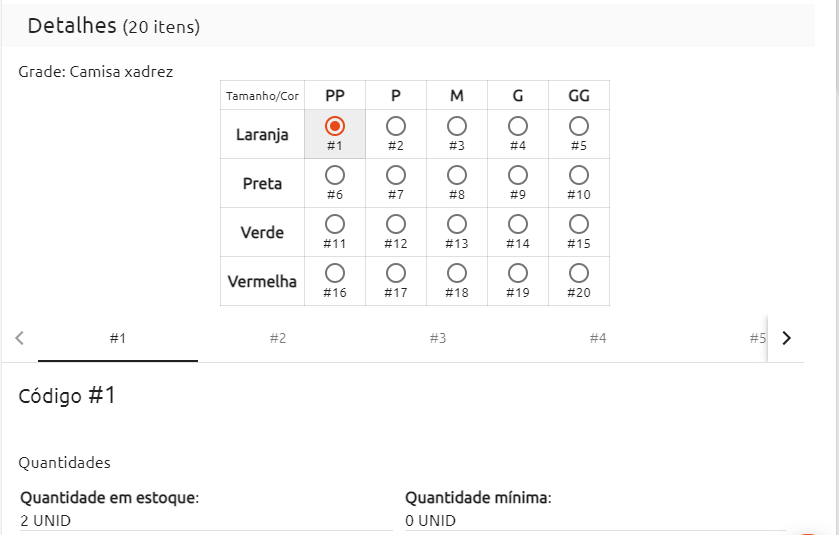 Detalhes (20 itens)
Grade: Camisa xadrez
Tamanho/Cor PP P M G GG
Laranja #1 #2 #3 #4 #5
Preta #6 #7 #8 #9 #10
Verde #11 #12 #13 #14 #15
Vermelha #16 #17 #18 #19 #20
#1 #2 #3 #4 #5
Código #1
Quantidades
Quantidade em estoque: Quantidade mínima:
2 UNID 0 UNID